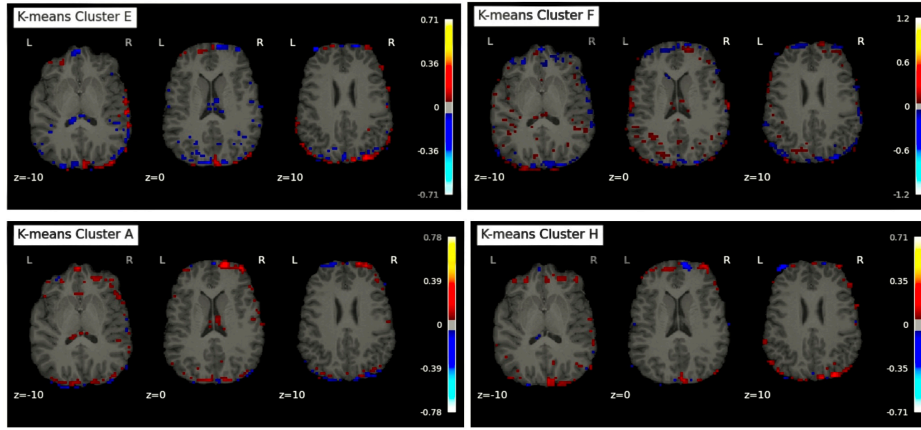 K-means Cluster E
L R L R L R
0.71
0.36
0
-0.36
-0.71
z=-10 z=0 z=10
K-means Cluster F
L R L R L R
1.2
0.6
0
-0.6
-1.2
z=-10 z=0 z=10
K-means Cluster A
L R L R L R
0.78
0.39
0
-0.39
-0.78
z=-10 z=0 z=10
K-means Cluster H
L R L R L R
0.71
0.35
0
-0.35
-0.71
z=-10 z=0 z=10